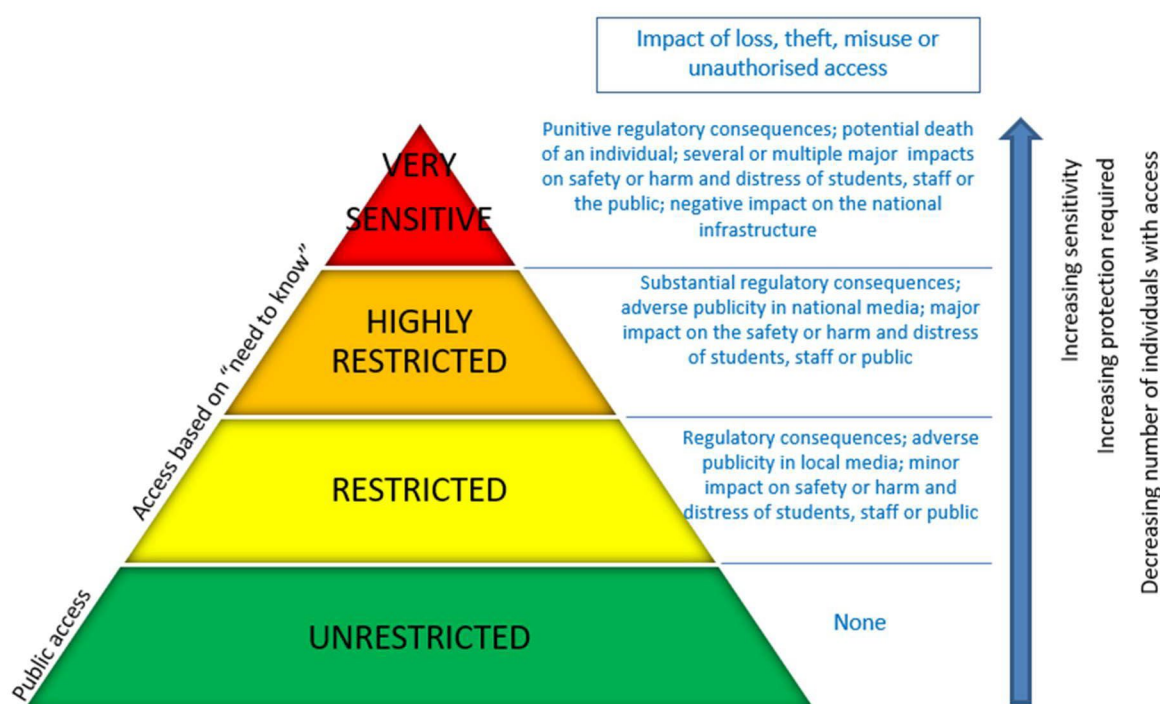 Impact of loss, theft, misuse or
unauthorised access
VERY
SENSITIVE
Punitive regulatory consequences; potential death
of an individual; several or multiple major impacts
on safety or harm and distress of students, staff or
the public; negative impact on the national
infrastructure
HIGHLY
RESTRICTED
Substantial regulatory consequences;
adverse publicity in national media; major
impact on the safety or harm and distress
of students, staff or public
RESTRICTED
Regulatory consequences; adverse
publicity in local media; minor
impact on safety or harm and
distress of students, staff or public
UNRESTRICTED
None
Access based on “need to know”
Public access
Increasing sensitivity
Increasing protection required
Decreasing number of individuals with access